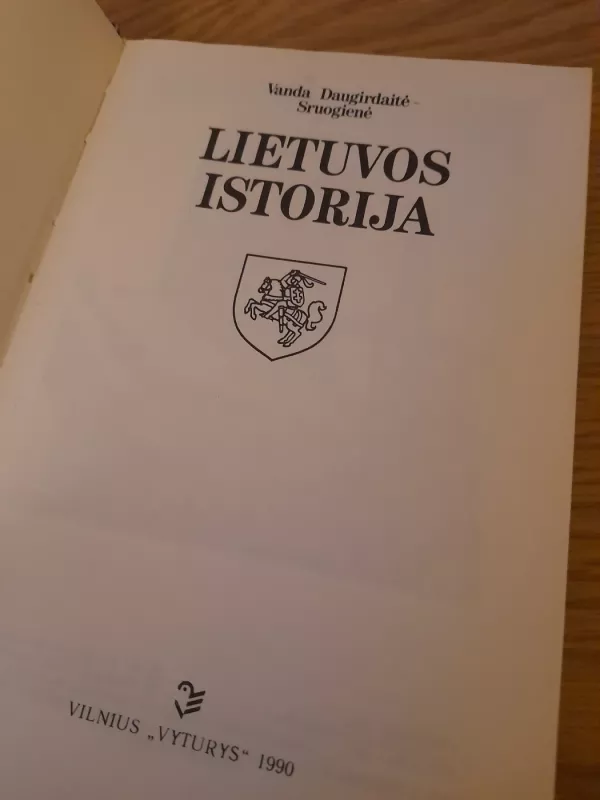 Vanda Daugirdaitė-
Sruogienė
LIETUVOS
ISTORIJA
VILNIUS „VYTURYS“ 1990